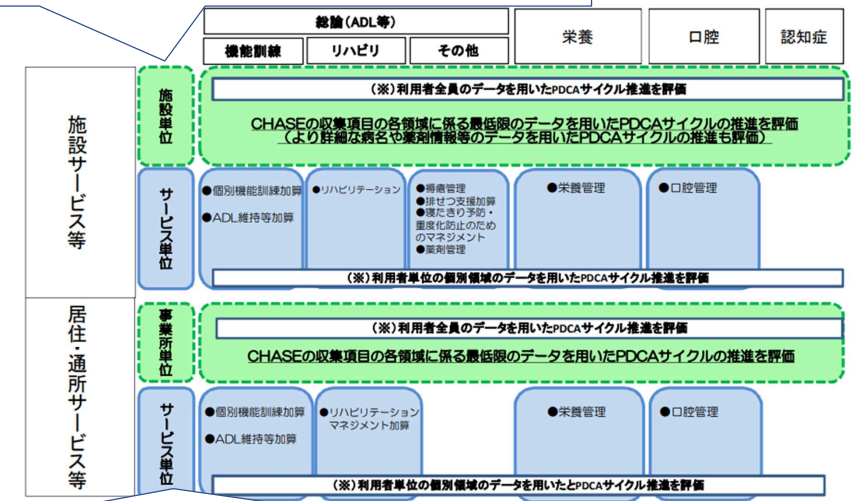 総論(ADL等)
機能訓練
リハビリ
その他
栄養
口腔
認知症
施設サービス等
施設単位
(※)利用者全員のデータを用いたPDCAサイクル推進を評価
CHASEの収集項目の各領域に係る最低限のデータを用いたPDCAサイクルの推進を評価
(より詳細な病名や薬剤情報等のデータを用いたPDCAサイクルの推進も評価)
サービス単位
●個別機能訓練加算
●ADL維持等加算
●リハビリテーション
●褥瘡管理
●排せつ支援加算
●寝たきり予防・
重度化防止のため
のマネジメント
●薬剤管理
●栄養管理
●口腔管理
(※)利用者単位の個別領域のデータを用いたPDCAサイクル推進を評価
居住・通所サービス等
事業所単位
(※)利用者全員のデータを用いたPDCAサイクル推進を評価
CHASEの収集項目の各領域に係る最低限のデータを用いたPDCAサイクルの推進を評価
サービス単位
●個別機能訓練加算
●ADL維持等加算
●リハビリテーション
マネジメント加算
●栄養管理
●口腔管理
(※)利用者単位の個別領域のデータを用いたとPDCAサイクル推進を評価